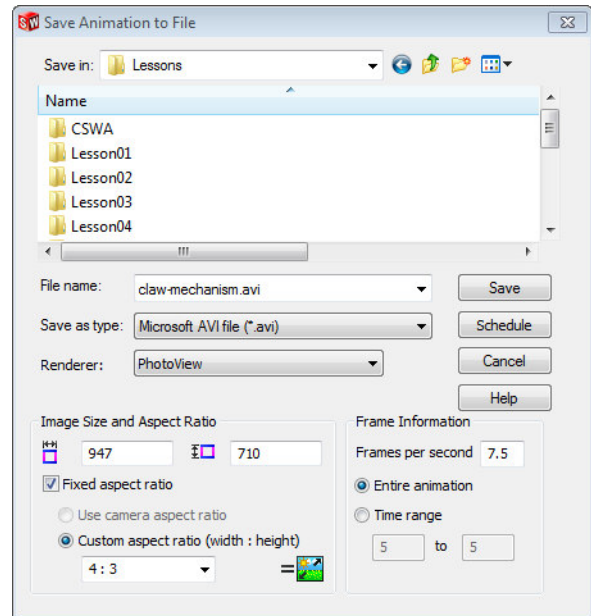 SW Save Animation to File
Save in: Lessons
Name
CSWA
Lesson01
Lesson02
Lesson03
Lesson04
File name: claw-mechanism.avi Save
Save as type: Microsoft AVI file (*.avi) Schedule
Renderer: PhotoView Cancel
Help
Image Size and Aspect Ratio
947 710
Fixed aspect ratio
Use camera aspect ratio
Custom aspect ratio (width : height)
4 : 3 =
Frame Information
Frames per second 7.5
Entire animation
Time range
5 to 5